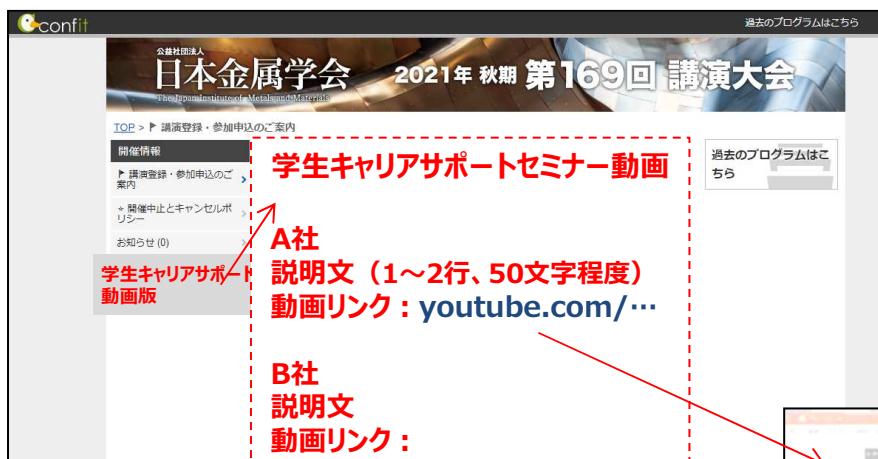 confit
過去のプログラムはこちら
公益社団法人
日本金属学会
The Japan Institute of Metals and Materials
2021年 秋期 第169回 講演大会
TOP > 講演登録・参加申込のご案内
開催情報
講演登録・参加申込のご
案内
開催中止とキャンセルポ
リシー
お知らせ (0)
学生キャリアサポート
動画版
学生キャリアサポートセミナー動画
A社
説明文（1～2行、50文字程度）
動画リンク：youtube.com/…
B社
説明文
動画リンク：
過去のプログラムはこ
ちら